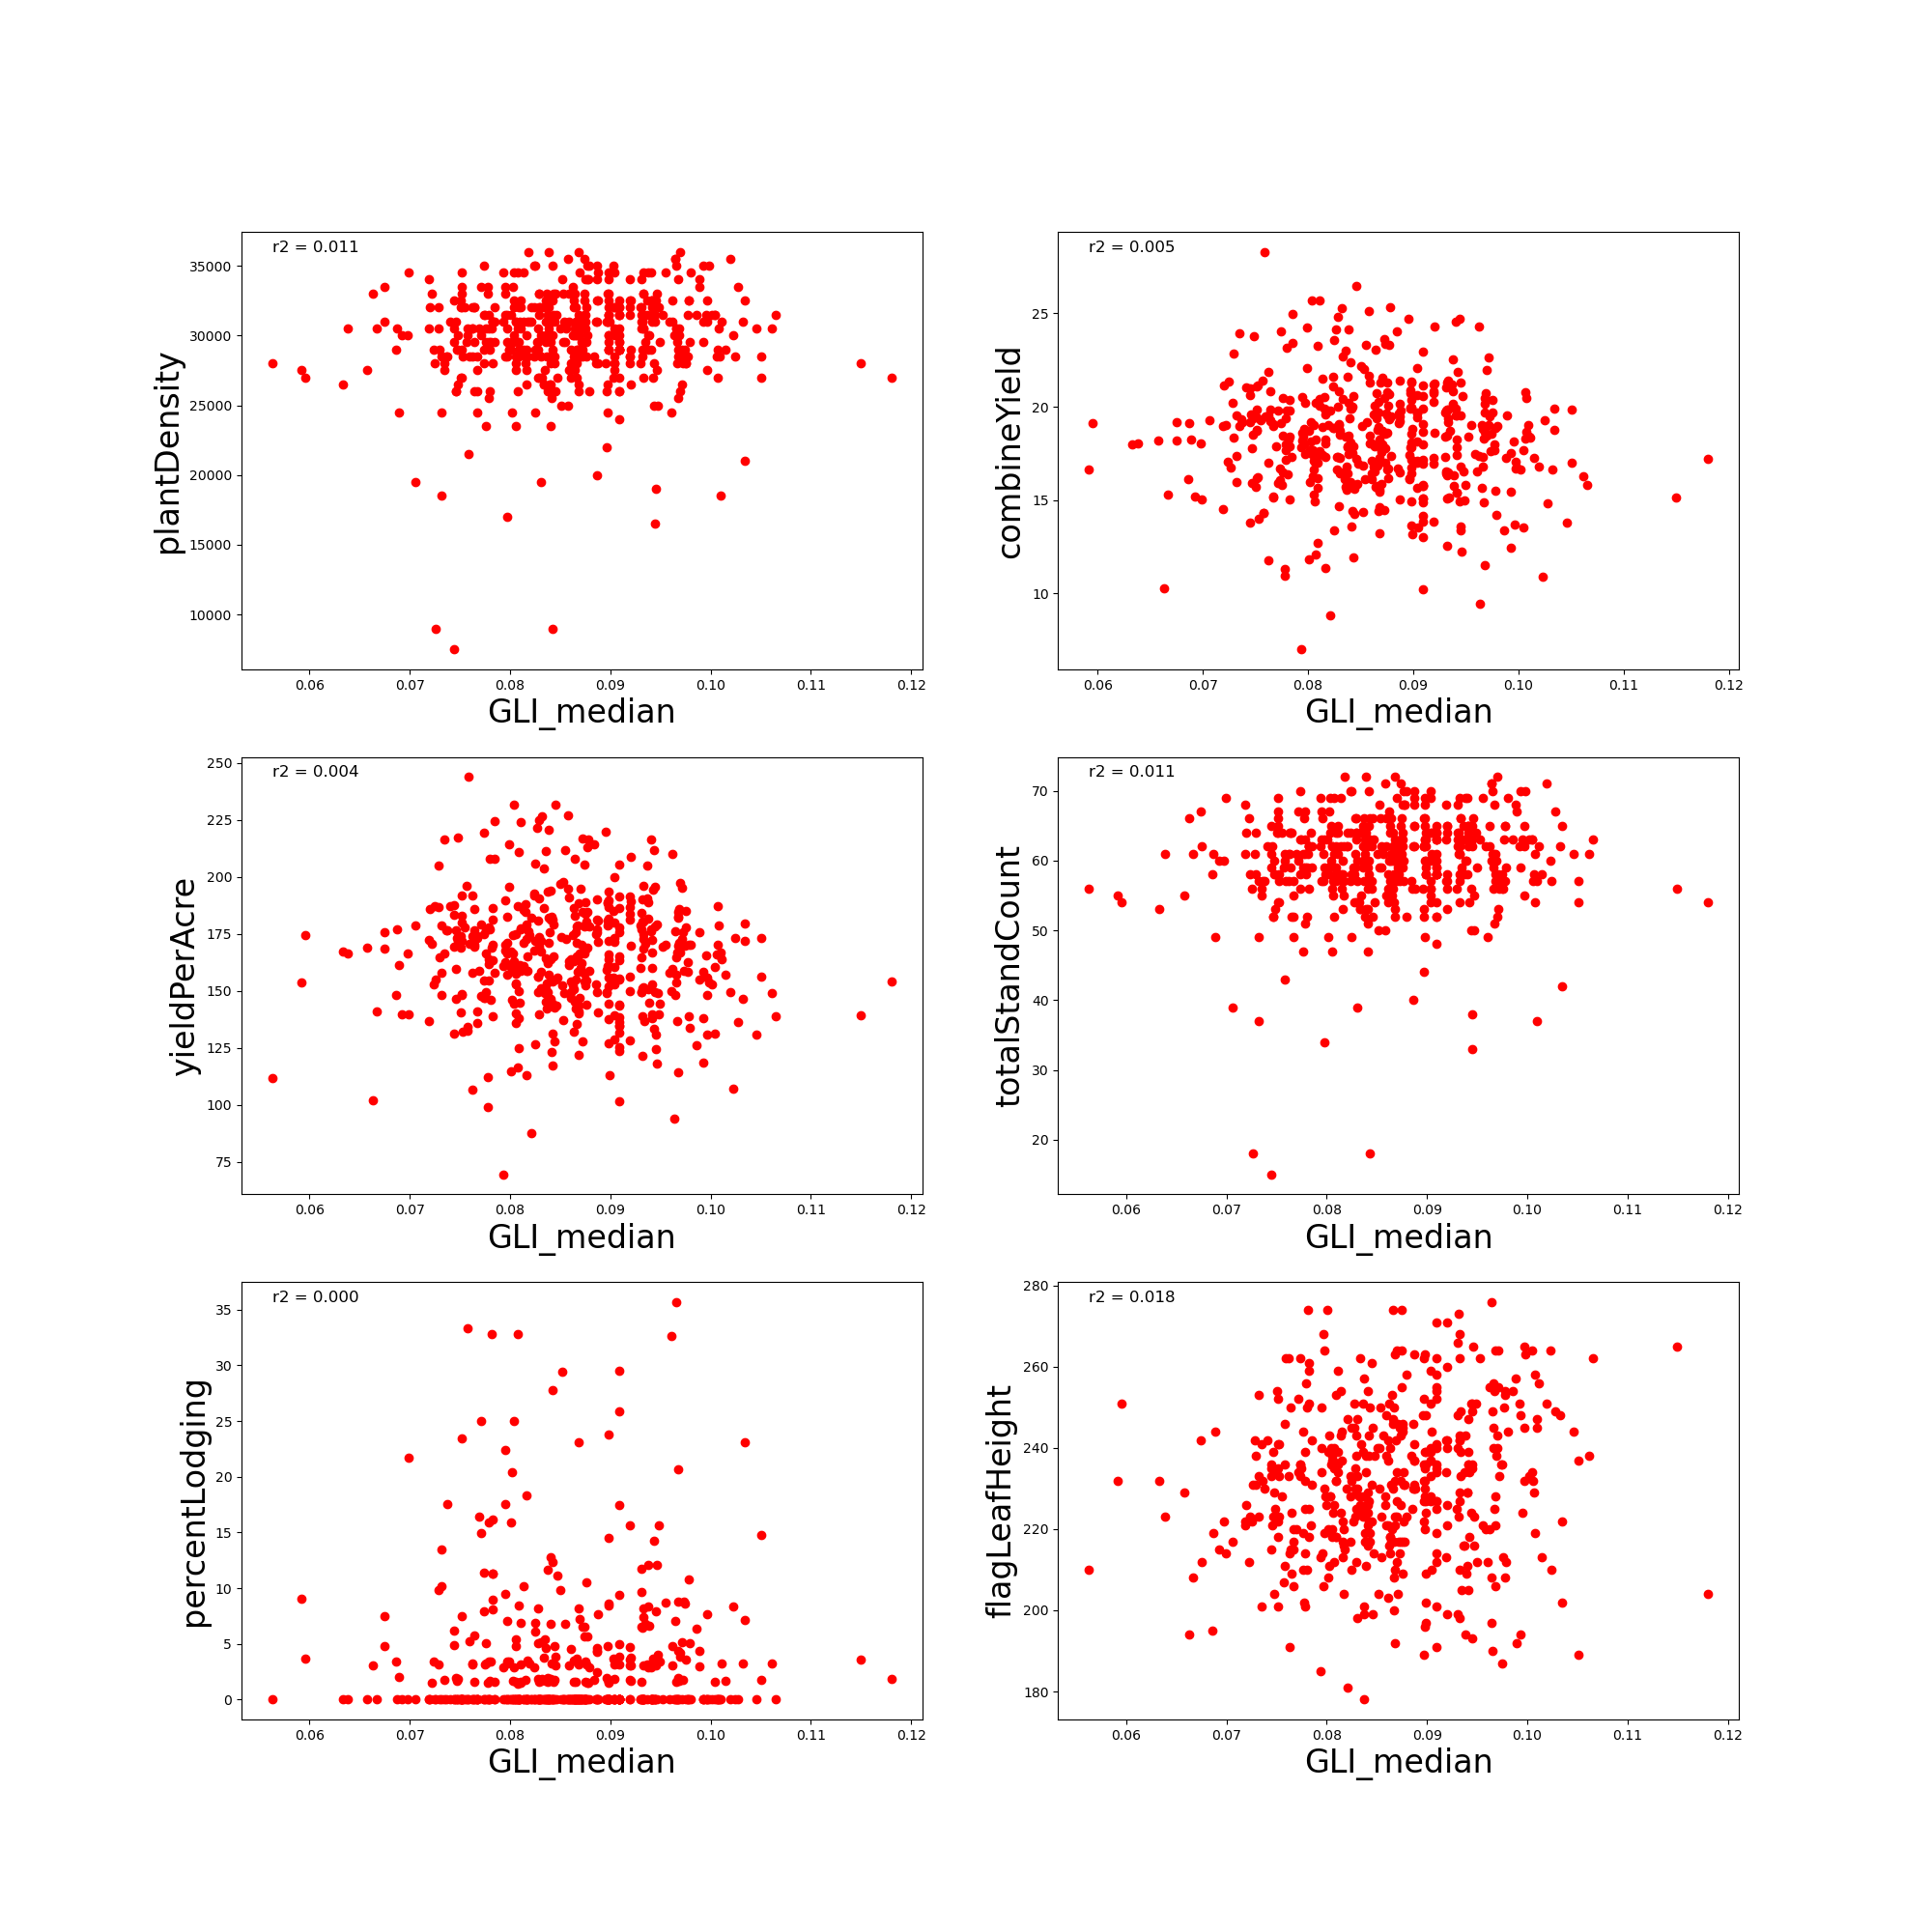 r2 = 0.011
plantDensity
35000
30000
25000
20000
15000
10000
0.06 0.07 0.08 0.09 0.10 0.11 0.12
GLI_median
r2 = 0.005
combineYield
25
20
15
10
0.06 0.07 0.08 0.09 0.10 0.11 0.12
GLI_median
r2 = 0.004
yieldPerAcre
250
225
200
175
150
125
100
75
0.06 0.07 0.08 0.09 0.10 0.11 0.12
GLI_median
r2 = 0.011
totalStandCount
70
60
50
40
30
20
0.06 0.07 0.08 0.09 0.10 0.11 0.12
GLI_median
r2 = 0.000
percentLodging
35
30
25
20
15
10
5
0
0.06 0.07 0.08 0.09 0.10 0.11 0.12
GLI_median
r2 = 0.018
flagLeafHeight
280
260
240
220
200
180
0.06 0.07 0.08 0.09 0.10 0.11 0.12
GLI_median